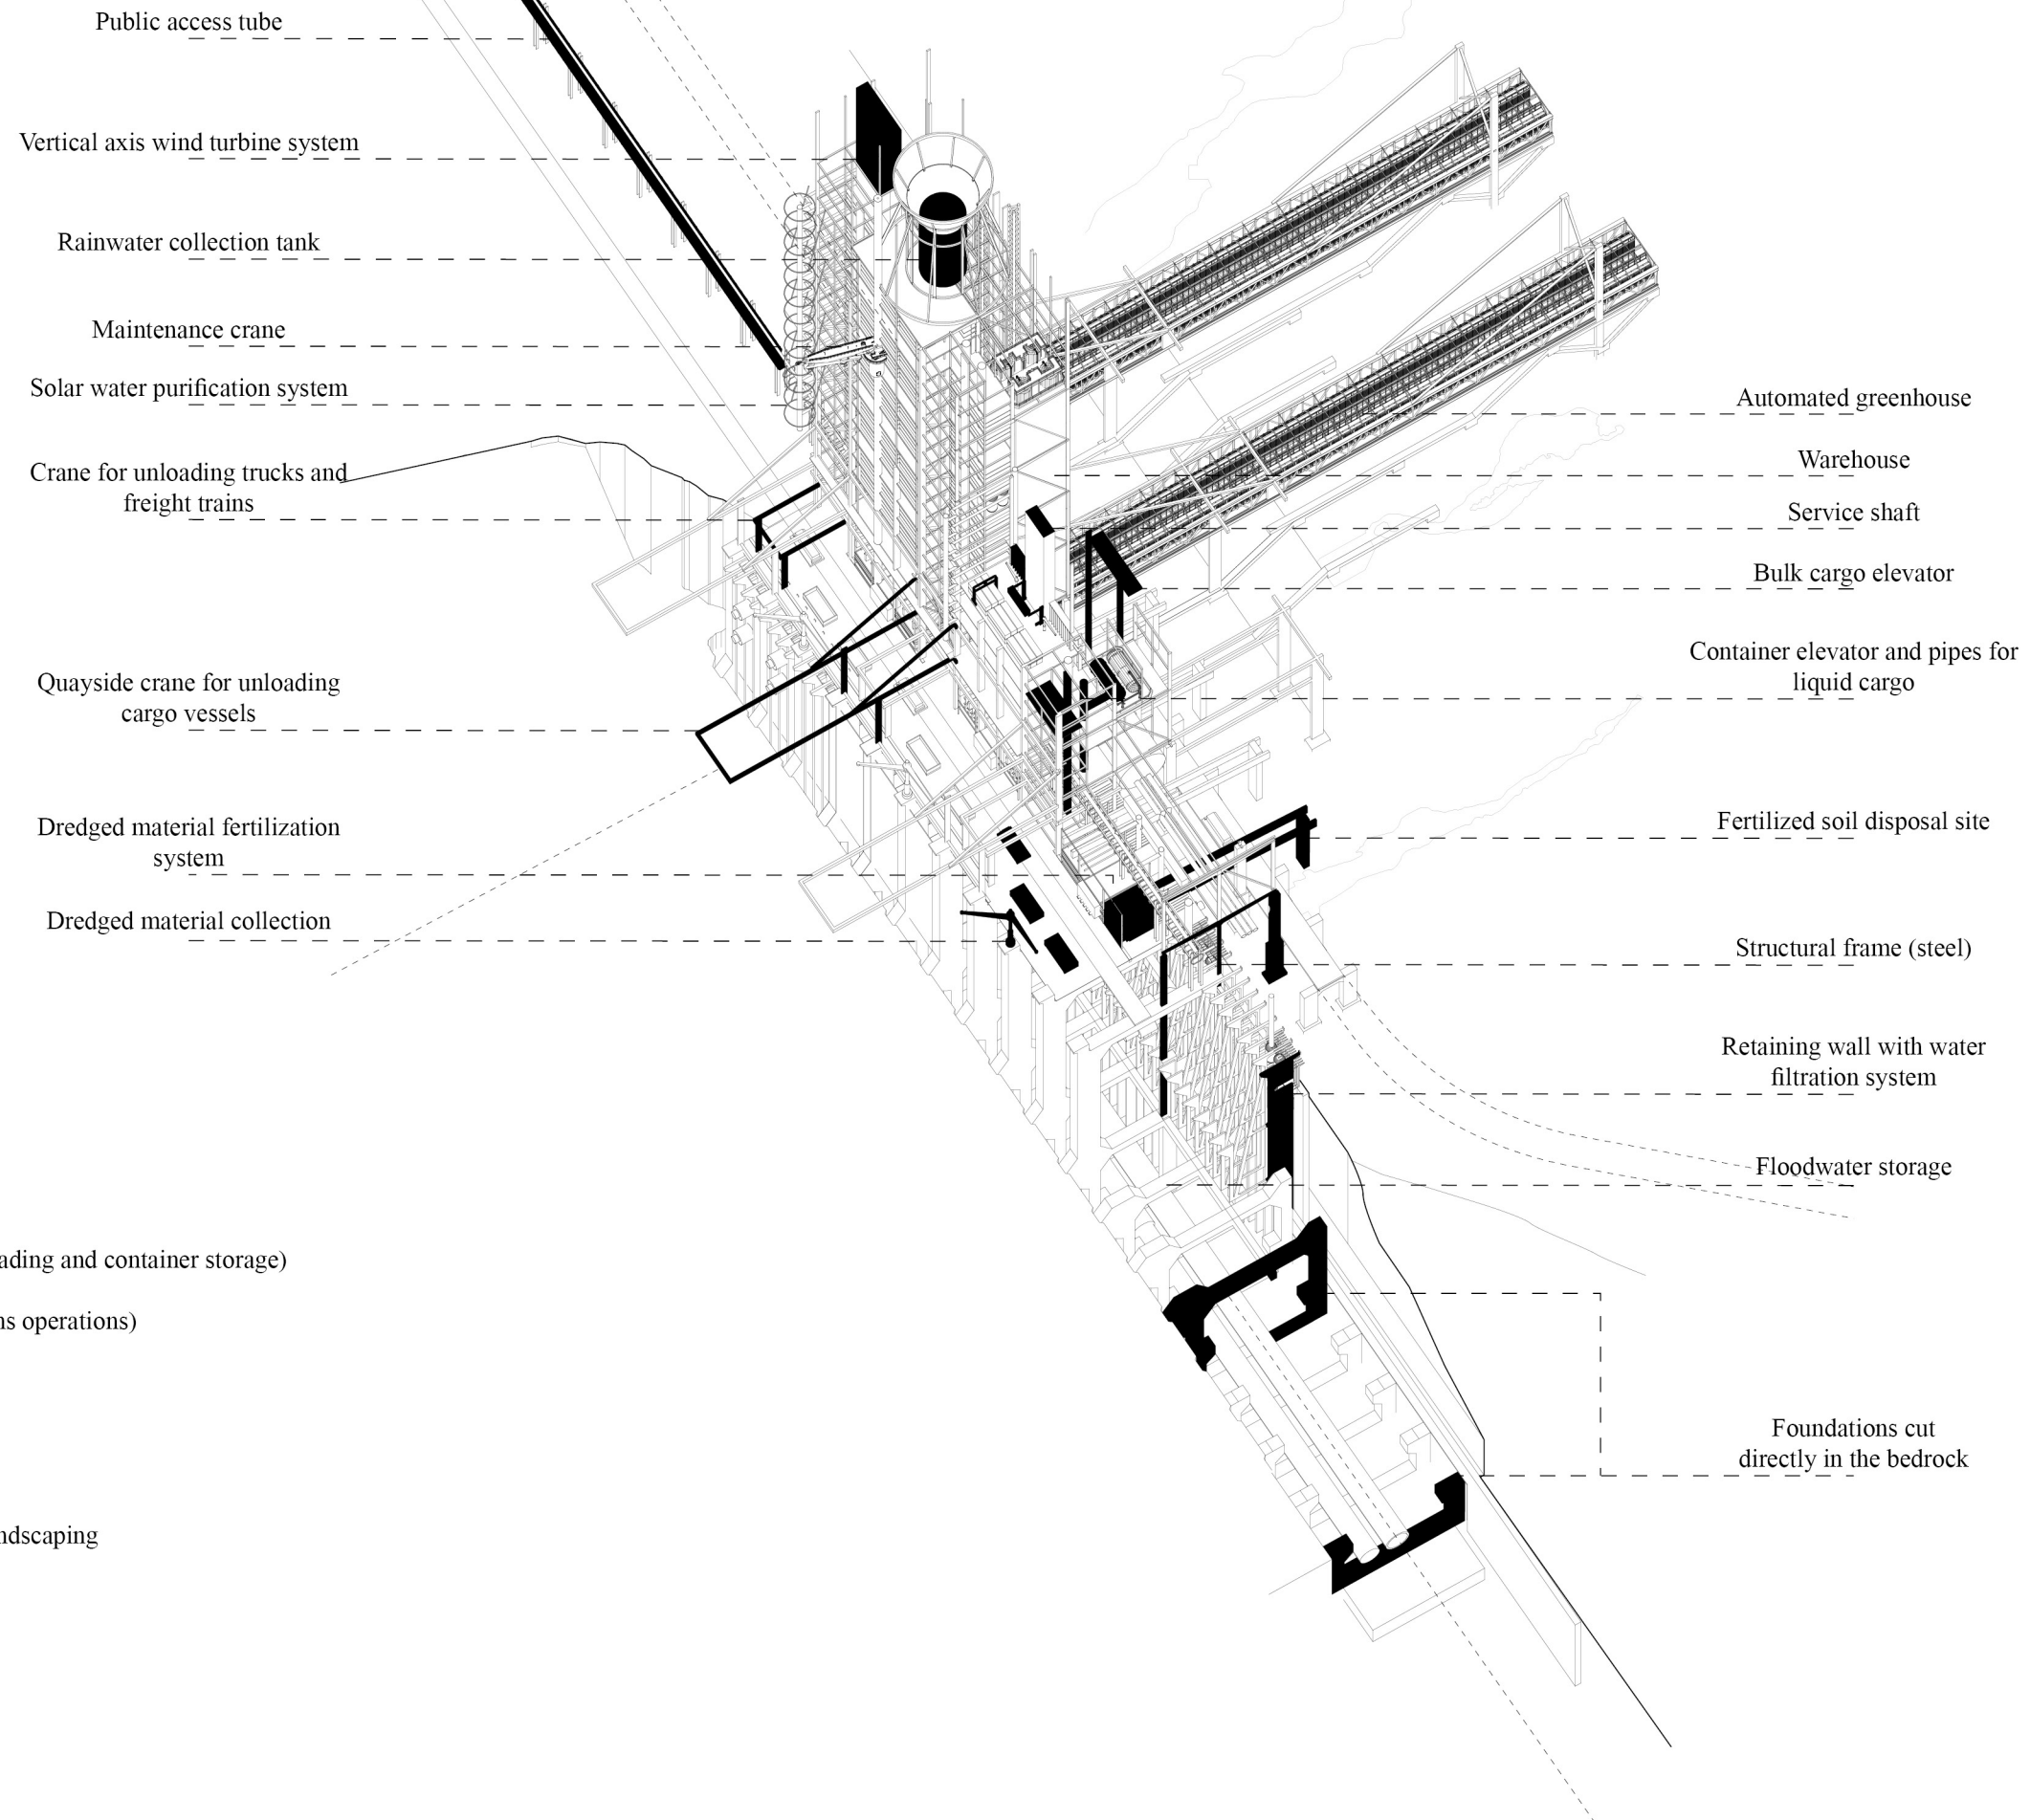 Public access tube
Vertical axis wind turbine system
Rainwater collection tank
Maintenance crane
Solar water purification system
Crane for unloading trucks and
freight trains
Quayside crane for unloading
cargo vessels
Dredged material fertilization
system
Dredged material collection
Automated greenhouse
Warehouse
Service shaft
Bulk cargo elevator
Container elevator and pipes for
liquid cargo
Fertilized soil disposal site
Structural frame (steel)
Retaining wall with water
filtration system
Floodwater storage
Foundations cut
directly in the bedrock
and container storage)
operations)